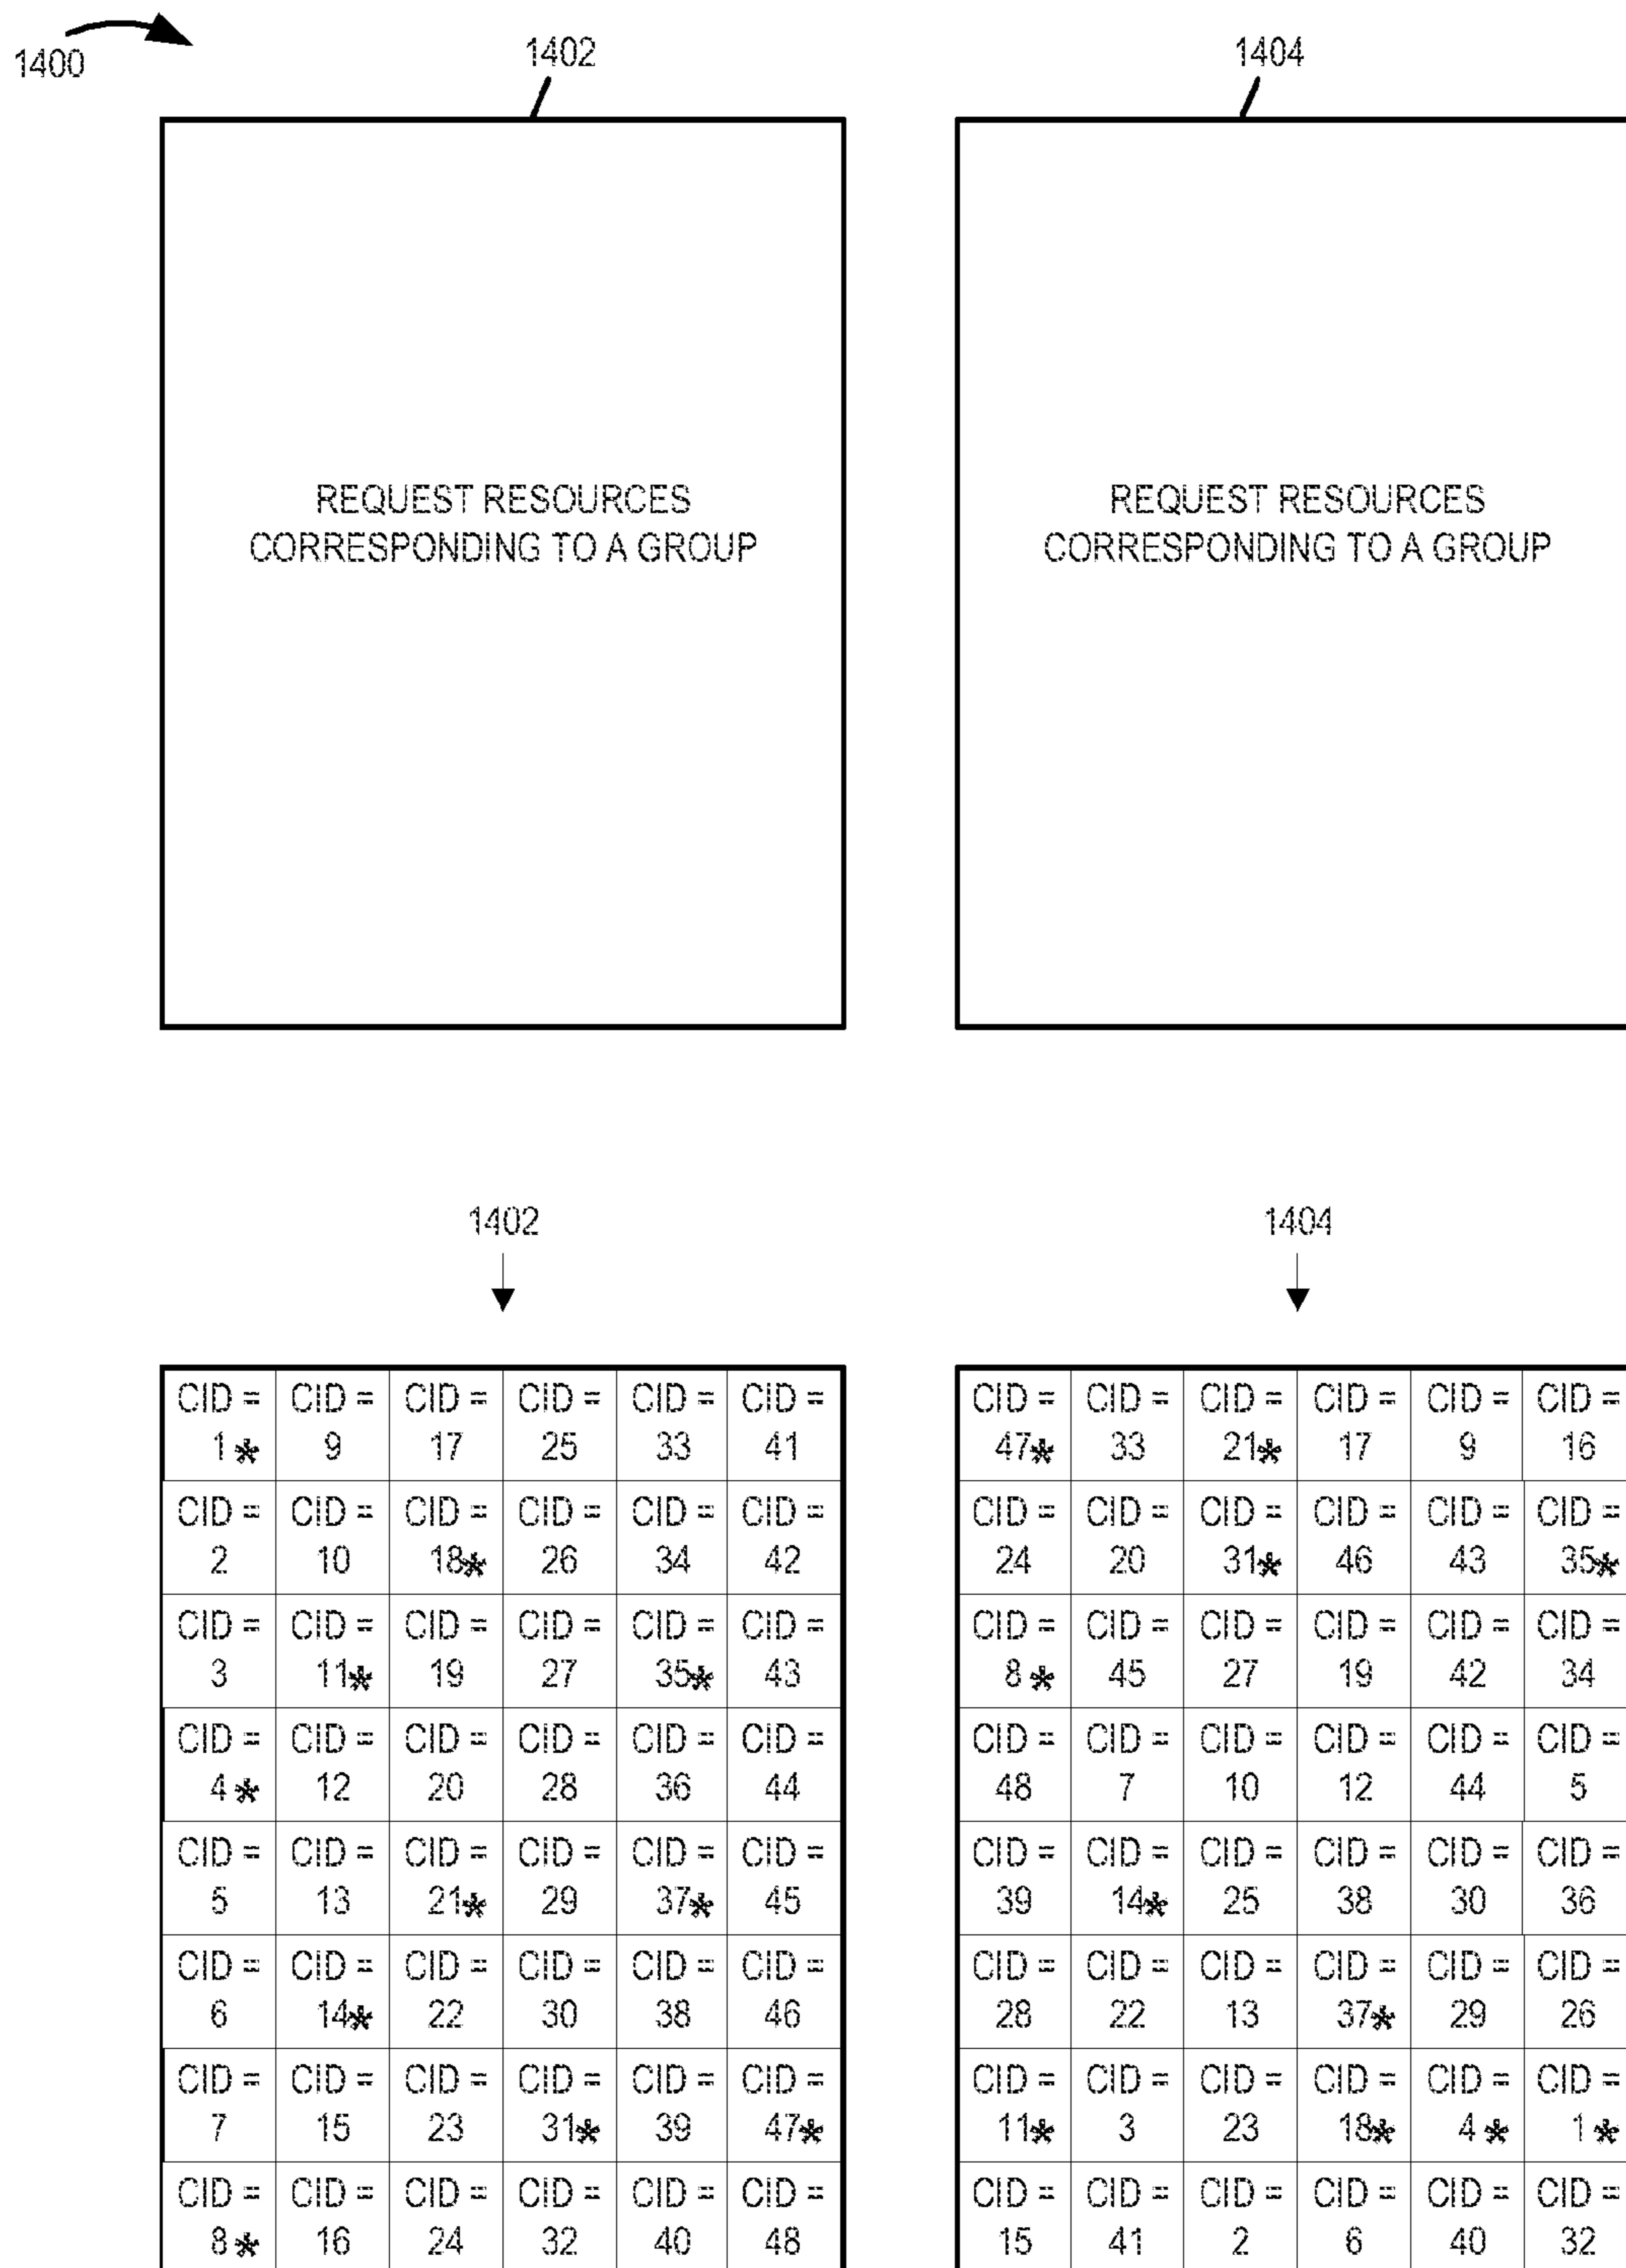 1400
1402
1404
REQUEST RESOURCES
CORRESPONDING TO A GROUP
REQUEST RESOURCES
CORRESPONDING TO A GROUP
1402
1404
CID = CID = CID = CID = CID = CID =
1* 9 17 25 33 41
CID = CID = CID = CID = CID = CID =
2 10 18* 26 34 42
CID = CID = CID = CID = CID = CID =
3 11* 19 27 35* 43
CID = CID = CID = CID = CID = CID =
4* 12 20 28 36 44
CID = CID = CID = CID = CID = CID =
5 13 21* 29 37* 45
CID = CID = CID = CID = CID = CID =
6 14* 22 30 38 46
CID = CID = CID = CID = CID = CID =
7 15 23 31* 39 47*
CID = CID = CID = CID = CID = CID =
8* 16 24 32 40 48
CID = CID = CID = CID = CID = CID =
47* 33 21* 17 9 16
CID = CID = CID = CID = CID = CID =
24 20 31* 46 43 35*
CID = CID = CID = CID = CID = CID =
8* 45 27 19 42 34
CID = CID = CID = CID = CID = CID =
48 7 10 12 44 5
CID = CID = CID = CID = CID = CID =
39 14* 25 38 30 36
CID = CID = CID = CID = CID = CID =
28 22 13 37* 29 26
CID = CID = CID = CID = CID = CID =
11* 3 23 18* 4* 1*
CID = CID = CID = CID = CID = CID =
15 41 2 6 40 32